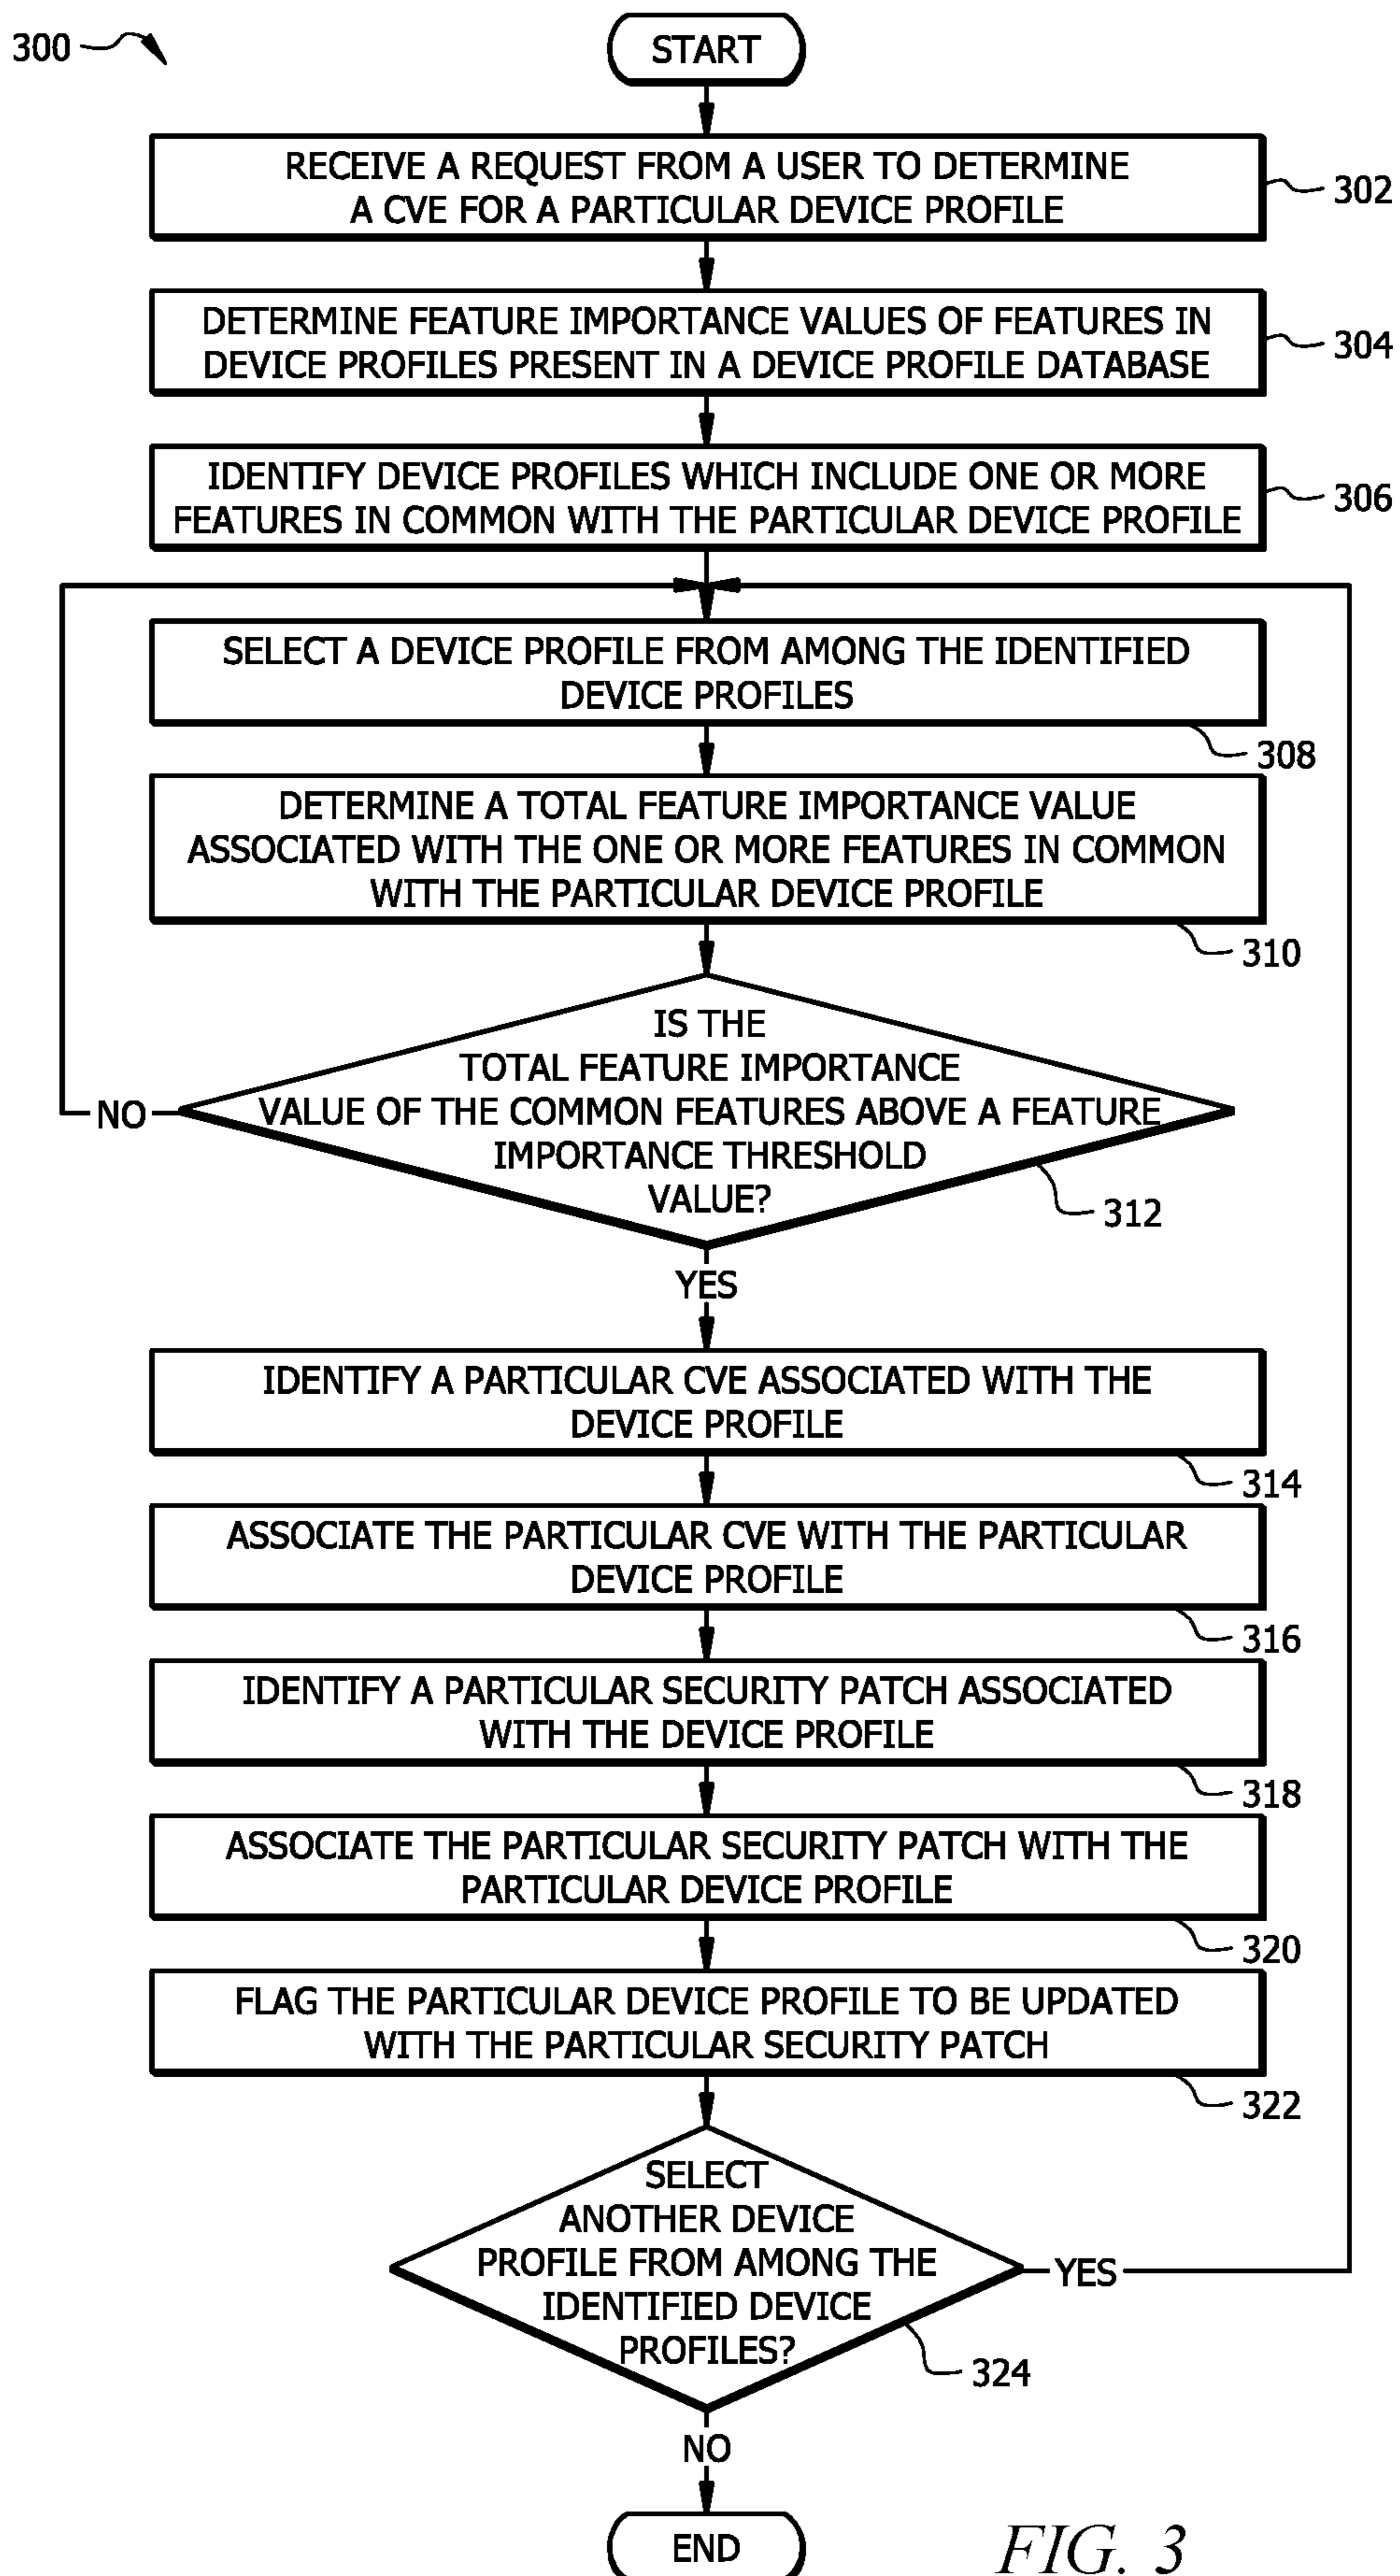 300
START
RECEIVE A REQUEST FROM A USER TO DETERMINE
A CVE FOR A PARTICULAR DEVICE PROFILE
302
DETERMINE FEATURE IMPORTANCE VALUES OF FEATURES IN
DEVICE PROFILES PRESENT IN A DEVICE PROFILE DATABASE
304
IDENTIFY DEVICE PROFILES WHICH INCLUDE ONE OR MORE
FEATURES IN COMMON WITH THE PARTICULAR DEVICE PROFILE
306
SELECT A DEVICE PROFILE FROM AMONG THE IDENTIFIED
DEVICE PROFILES
308
DETERMINE A TOTAL FEATURE IMPORTANCE VALUE
ASSOCIATED WITH THE ONE OR MORE FEATURES IN COMMON
WITH THE PARTICULAR DEVICE PROFILE
310
IS THE
TOTAL FEATURE IMPORTANCE
VALUE OF THE COMMON FEATURES ABOVE A FEATURE
IMPORTANCE THRESHOLD
VALUE?
NO
312
YES
IDENTIFY A PARTICULAR CVE ASSOCIATED WITH THE
DEVICE PROFILE
314
ASSOCIATE THE PARTICULAR CVE WITH THE PARTICULAR
DEVICE PROFILE
316
IDENTIFY A PARTICULAR SECURITY PATCH ASSOCIATED
WITH THE DEVICE PROFILE
318
ASSOCIATE THE PARTICULAR SECURITY PATCH WITH THE
PARTICULAR DEVICE PROFILE
320
FLAG THE PARTICULAR DEVICE PROFILE TO BE UPDATED
WITH THE PARTICULAR SECURITY PATCH
322
SELECT
ANOTHER DEVICE
PROFILE FROM AMONG THE
IDENTIFIED DEVICE
PROFILES?
YES
324
NO
END
FIG. 3